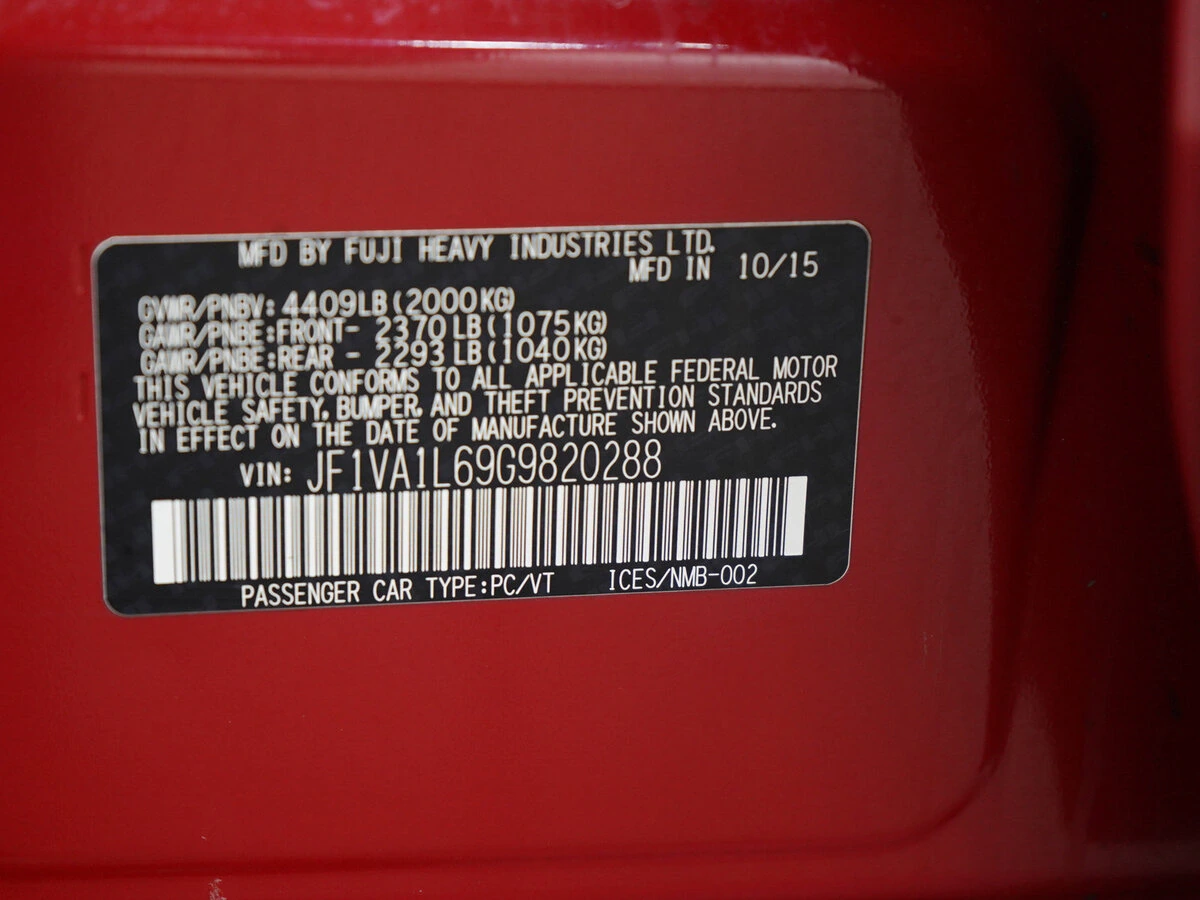 MFD BY FUJI HEAVY INDUSTRIES LTD.
MFD IN 10/15
GVWR/PNBV: 4409LB(2000KG)
GAWR/PNBE:FRONT- 2370LB(1075KG)
GAWR/PNBE:REAR - 2293LB(1040KG)
THIS VEHICLE CONFORMS TO ALL APPLICABLE FEDERAL MOTOR
VEHICLE SAFETY, BUMPER, AND THEFT PREVENTION STANDARDS
IN EFFECT ON THE DATE OF MANUFACTURE SHOWN ABOVE.
VIN: JF1VA1L69G9820288
PASSENGER CAR TYPE:PC/VT ICES/NMB-002